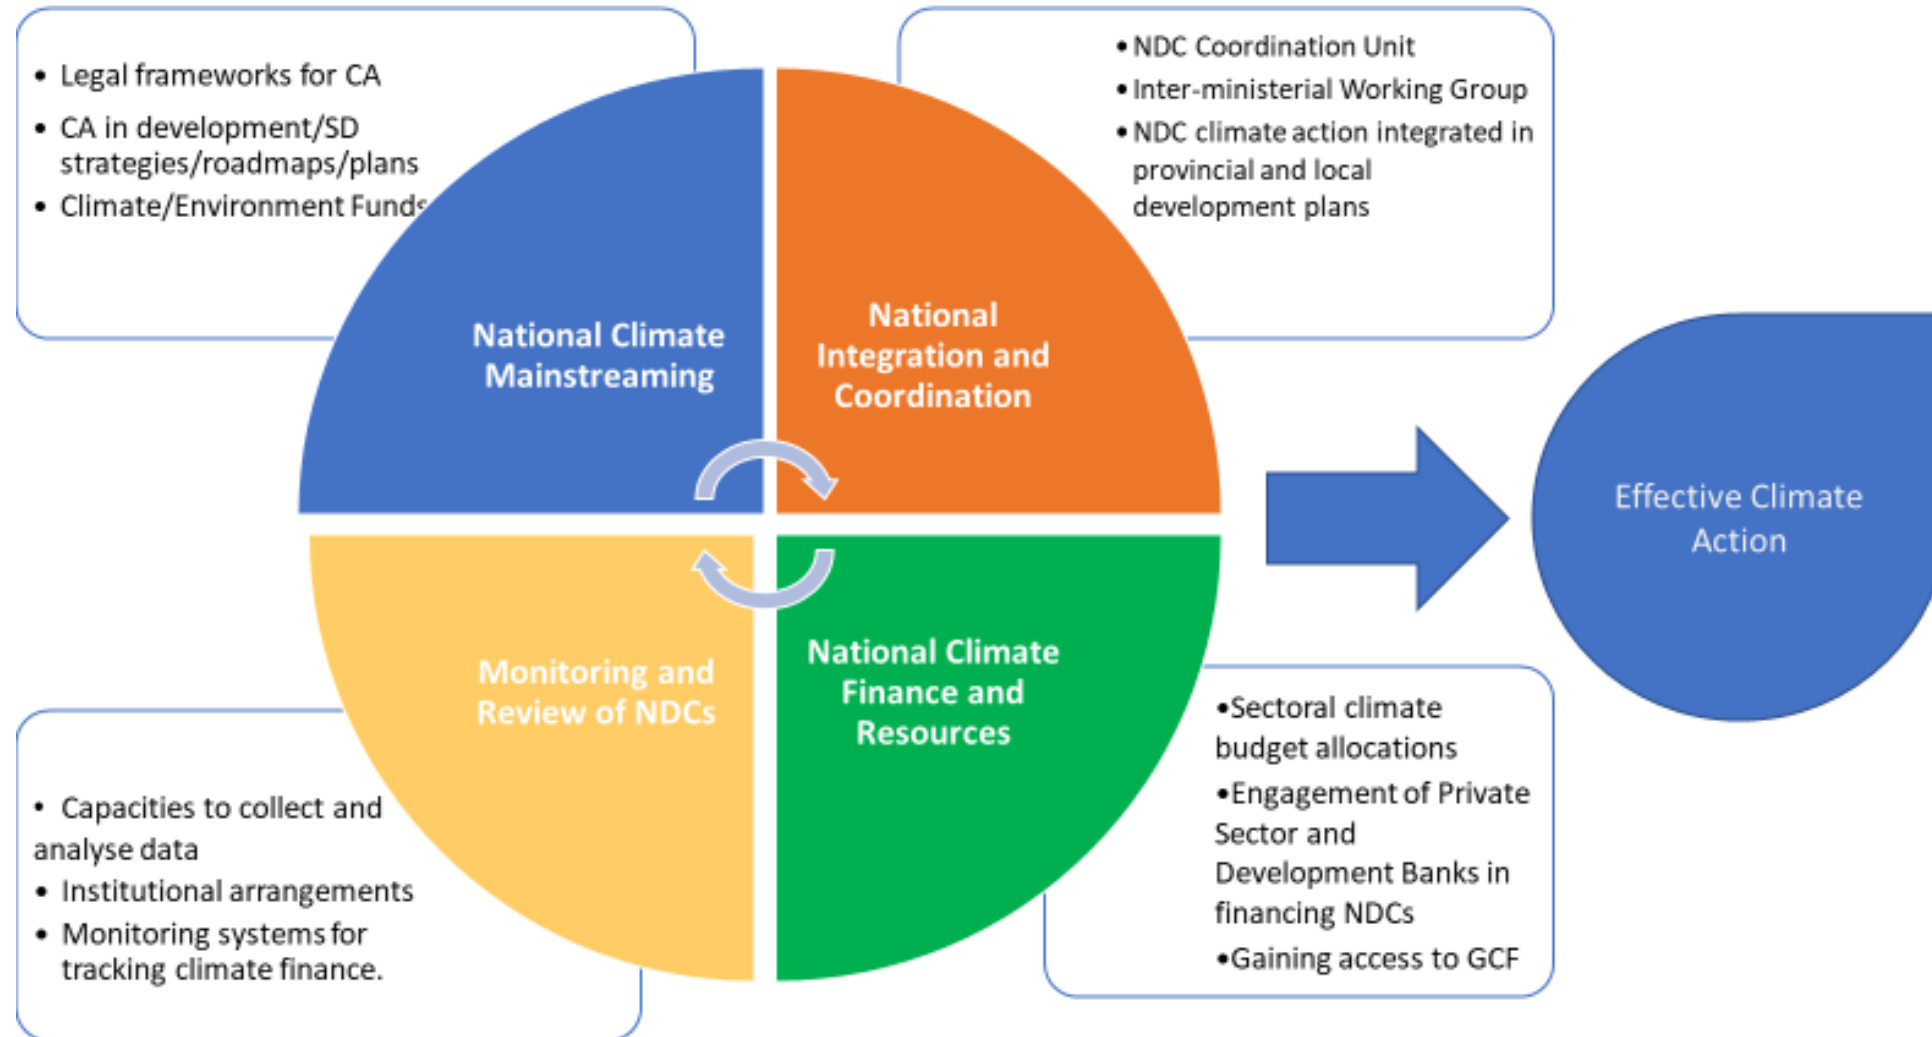 • Legal frameworks for CA
• CA in development/SD
strategies/roadmaps/plans
• Climate/Environment Funds
• NDC Coordination Unit
• Inter-ministerial Working Group
• NDC climate action integrated in
provincial and local
development plans
National Climate
Mainstreaming
National
Integration and
Coordination
Effective Climate
Action
Monitoring and
Review of NDCs
National Climate
Finance and
Resources
• Capacities to collect and
analyse data
• Institutional arrangements
• Monitoring systems for
tracking climate finance.
•Sectoral climate
budget allocations
•Engagement of Private
Sector and
Development Banks in
financing NDCs
•Gaining access to GCF